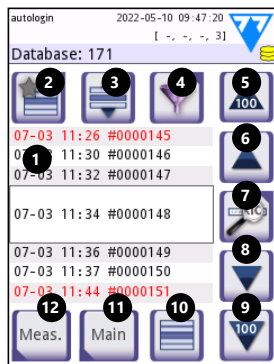 autologin 2022-05-10 09:47:20
[ -, -, -, 3]
77
Database: 171
2 3 4 5
100
07-03 11:26 #0000145
1 07-03 11:30 #0000146
07-03 11:32 #0000147
6
07-03 11:34 #0000148
7
07-03 11:36 #0000149
07-03 11:37 #0000150
07-03 11:44 #0000151
8
12 11 10 9
Meas. Main 100